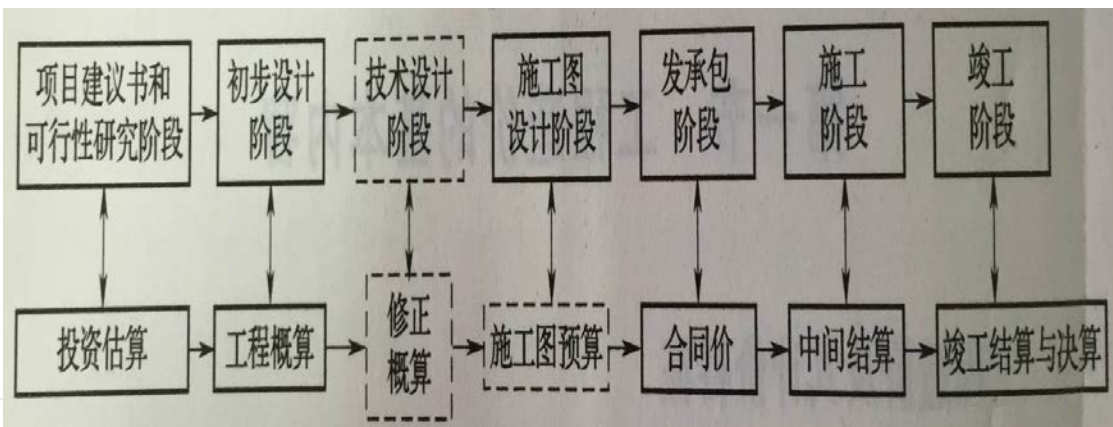 项目建议书和
可行性研究阶段
初步设计
阶段
技术设计
阶段
施工图
设计阶段
发承包
阶段
施工
阶段
竣工
阶段
投资估算
工程概算
修正
概算
施工图预算
合同价
中间结算
竣工结算与决算